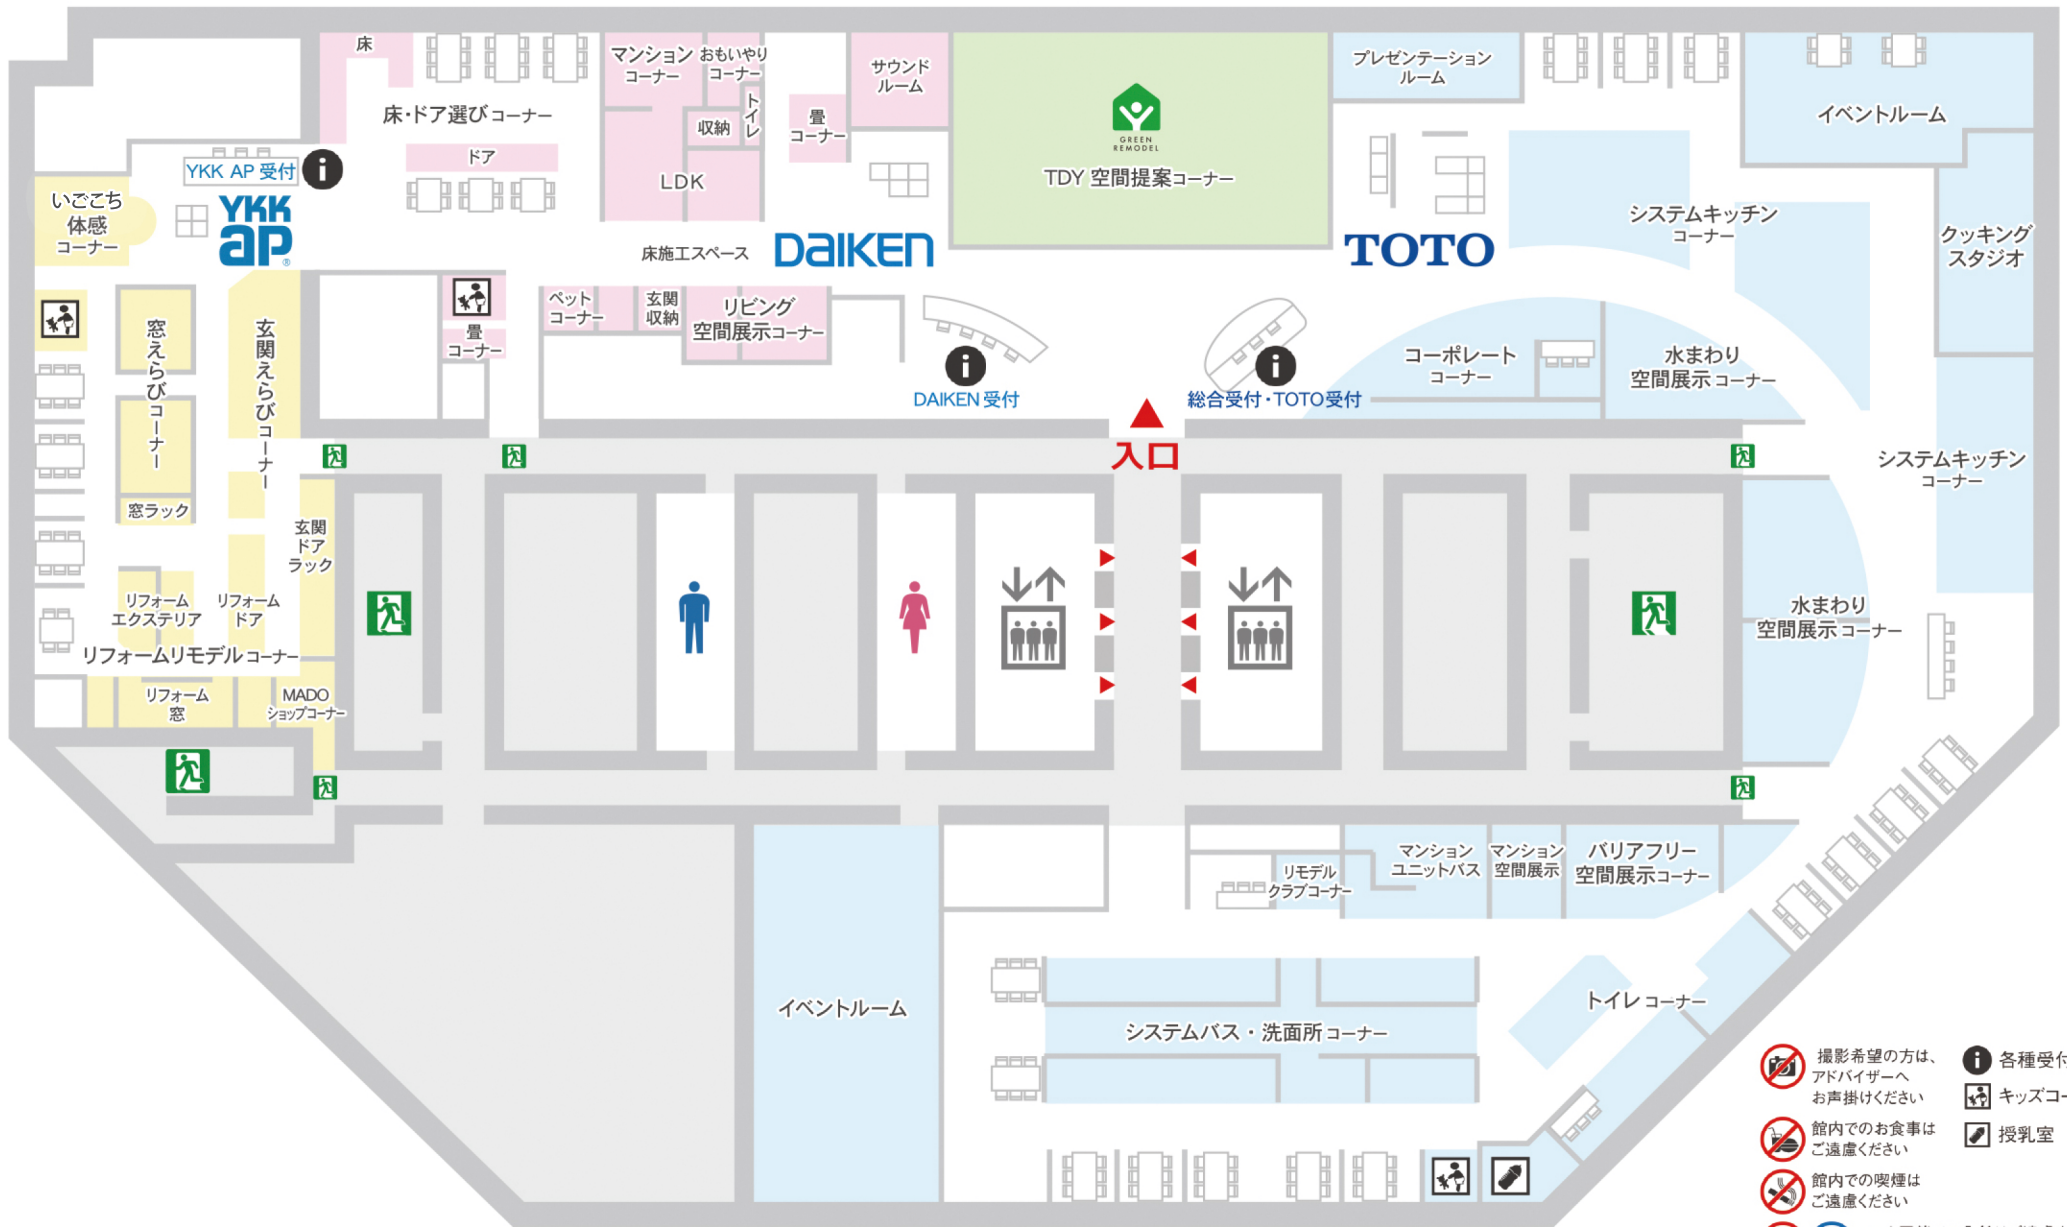 床
マンション
コーナー
おもいやり
コーナー
サウンド
ルーム
プレゼンテーション
ルーム
イベントルーム
床・ドア選びコーナー
収納
トイレ
畳
コーナー
GREEN
REMODEL
TDY 空間提案コーナー
ドア
LDK
YKK AP 受付
YKK
ap
いごこち
体感
コーナー
システムキッチン
コーナー
クッキング
スタジオ
床施工スペース
DAIKEN
TOTO
ペット
コーナー
玄関
収納
リビング
空間展示コーナー
畳
コーナー
窓えらびコーナー
玄関えらびコーナー
コーポレート
コーナー
水まわり
空間展示コーナー
DAIKEN 受付
総合受付・TOTO受付
入口
システムキッチン
コーナー
窓ラック
玄関
ドア
ラック
リフォーム
エクステリア
リフォーム
ドア
リフォームリモデルコーナー
リフォーム
窓
MADO
ショップコーナー
水まわり
空間展示コーナー
リモデル
クラブコーナー
マンション
ユニットバス
マンション
空間展示
バリアフリー
空間展示コーナー
イベントルーム
システムバス・洗面所コーナー
トイレコーナー
撮影希望の方は、
アドバイザーへ
お声掛けください
館内でのお食事は
ご遠慮ください
館内での喫煙は
ご遠慮ください
各種受付
キッズコー
授乳室